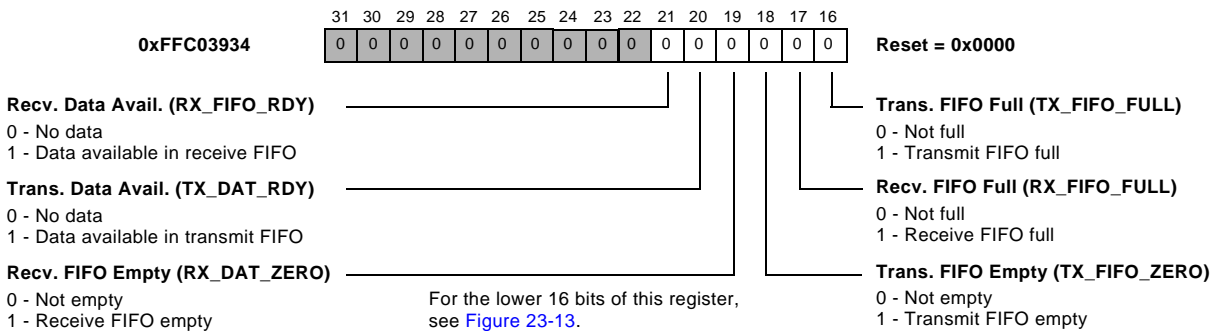 31 30 29 28 27 26 25 24 23 22 21 20 19 18 17 16
0xFFC03934
0 0 0 0 0 0 0 0 0 0 0 0 0 0 0 0
Reset = 0x0000
Recv. Data Avail. (RX_FIFO_RDY)
0 - No data
1 - Data available in receive FIFO
Trans. Data Avail. (TX_DAT_RDY)
0 - No data
1 - Data available in transmit FIFO
Recv. FIFO Empty (RX_DAT_ZERO)
0 - Not empty
1 - Receive FIFO empty
For the lower 16 bits of this register,
see Figure 23-13.
Trans. FIFO Full (TX_FIFO_FULL)
0 - Not full
1 - Transmit FIFO full
Recv. FIFO Full (RX_FIFO_FULL)
0 - Not full
1 - Receive FIFO full
Trans. FIFO Empty (TX_FIFO_ZERO)
0 - Not empty
1 - Transmit FIFO empty